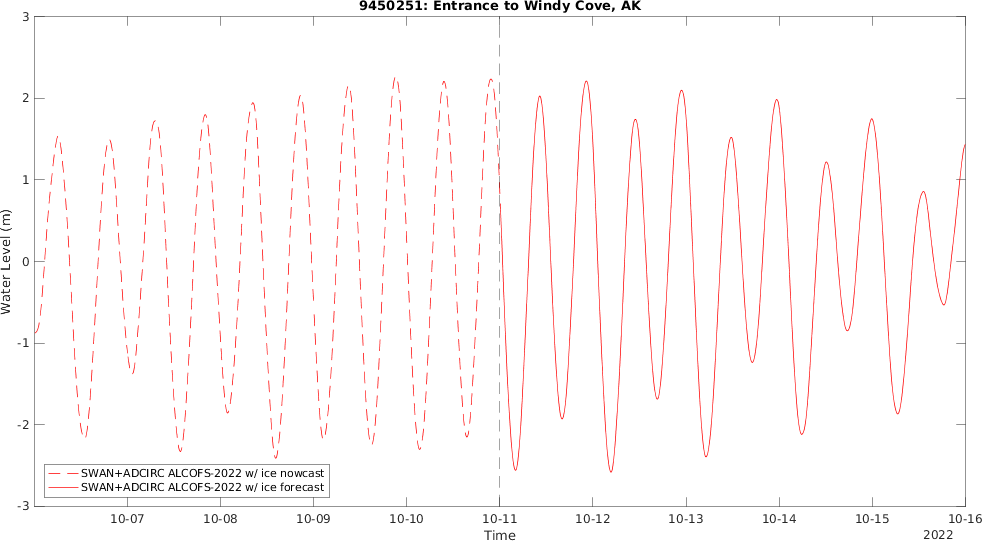 9450251: Entrance to Windy Cove, AK
3
2
1
0
-1
-2
-3
Water Level (m)
SWAN+ADCIRC ALCOFS-2022 w/ ice nowcast
SWAN+ADCIRC ALCOFS-2022 w/ ice forecast
10-07 10-08 10-09 10-10 10-11 10-12 10-13 10-14 10-15 10-16
Time
2022